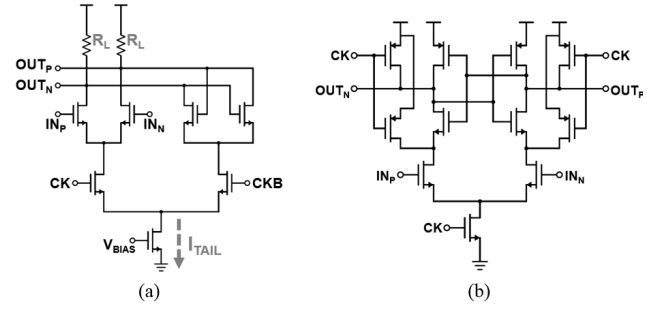 R_L R_L
OUT_P
OUT_N
IN_P IN_N
CK CKB
V_BIAS I_TAIL
(a)
CK CK
OUT_N OUT_P
IN_P IN_N
CK
(b)